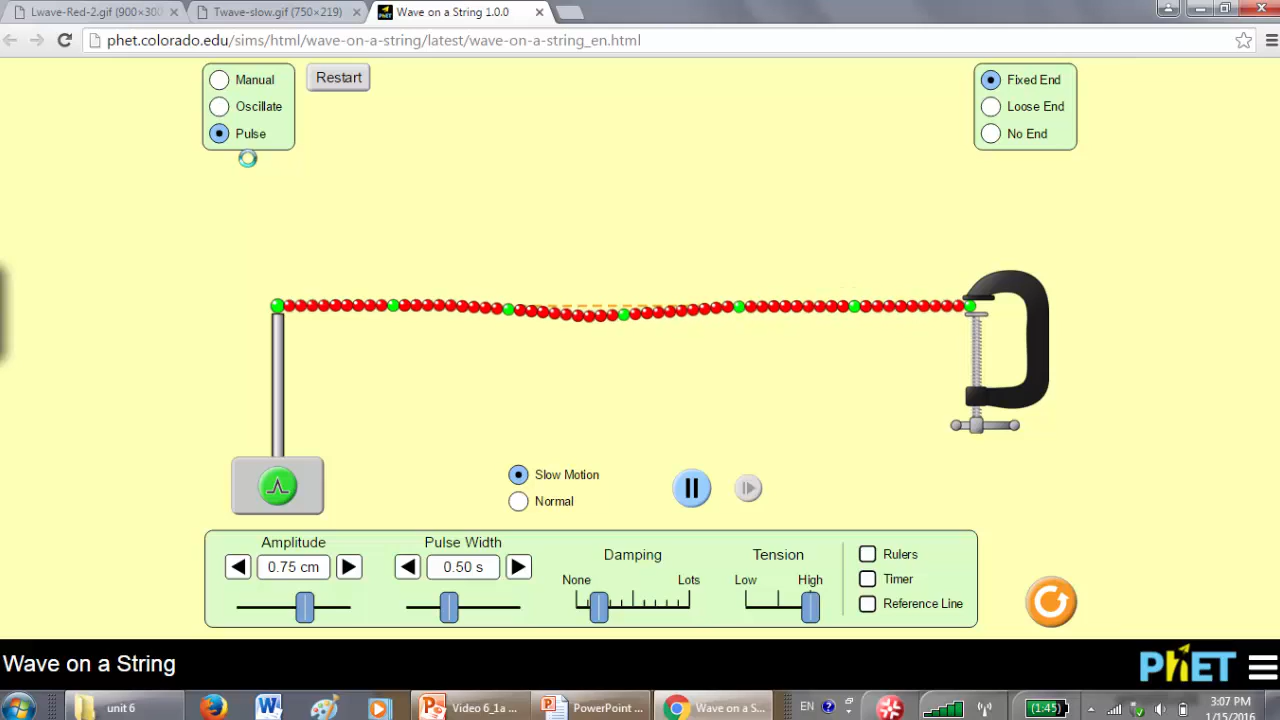 Lwave-Red-2.gif (900×300
Twave-slow.gif (750×219)
Wave on a String 1.0.0
phet.colorado.edu/sims/html/wave-on-a-string/latest/wave-on-a-string_en.html
Manual
Oscillate
Pulse
Restart
Fixed End
Loose End
No End
Slow Motion
Normal
Amplitude
0.75 cm
Pulse Width
0.50 s
Damping
None
Lots
Tension
Low
High
Rulers
Timer
Reference Line
Wave on a String
PhET
unit 6
Video 6_1a ...
PowerPoint ...
Wave on a S...
EN
(1:45)
3:07 PM
1/15/2016